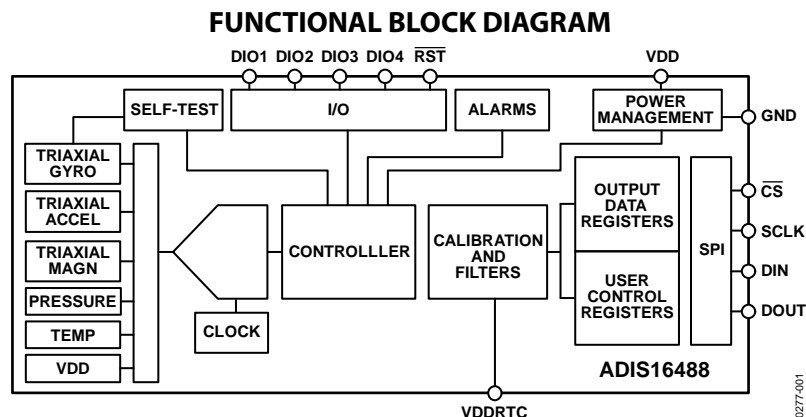 FUNCTIONAL BLOCK DIAGRAM
DIO1 DIO2 DIO3 DIO4 RST VDD
SELF-TEST
I/O
ALARMS
POWER
MANAGEMENT
GND
TRIAXIAL
GYRO
TRIAXIAL
ACCEL
TRIAXIAL
MAGN
PRESSURE
TEMP
VDD
CLOCK
CONTROLLLER
CALIBRATION
AND
FILTERS
OUTPUT
DATA
REGISTERS
USER
CONTROL
REGISTERS
SPI
CS
SCLK
DIN
DOUT
ADIS16488
VDDRTC
0277-001